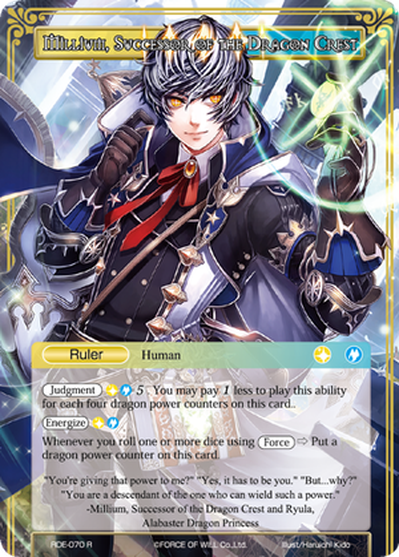 Millium, Successor of the Dragon Crest
Ruler Human
Judgment 5. You may pay 1 less to play this ability
for each four dragon power counters on this card.
Energize
Whenever you roll one or more dice using Force ⇨ Put a
dragon power counter on this card.
"You're giving that power to me?" "Yes, it has to be you." "But...why?"
"You are a descendant of the one who can wield such a power."
-Millium, Successor of the Dragon Crest and Ryula,
Alabaster Dragon Princess
RDE-070 R ©FORCE OF WILL Co.,Ltd. Illust/Haruichi Kido